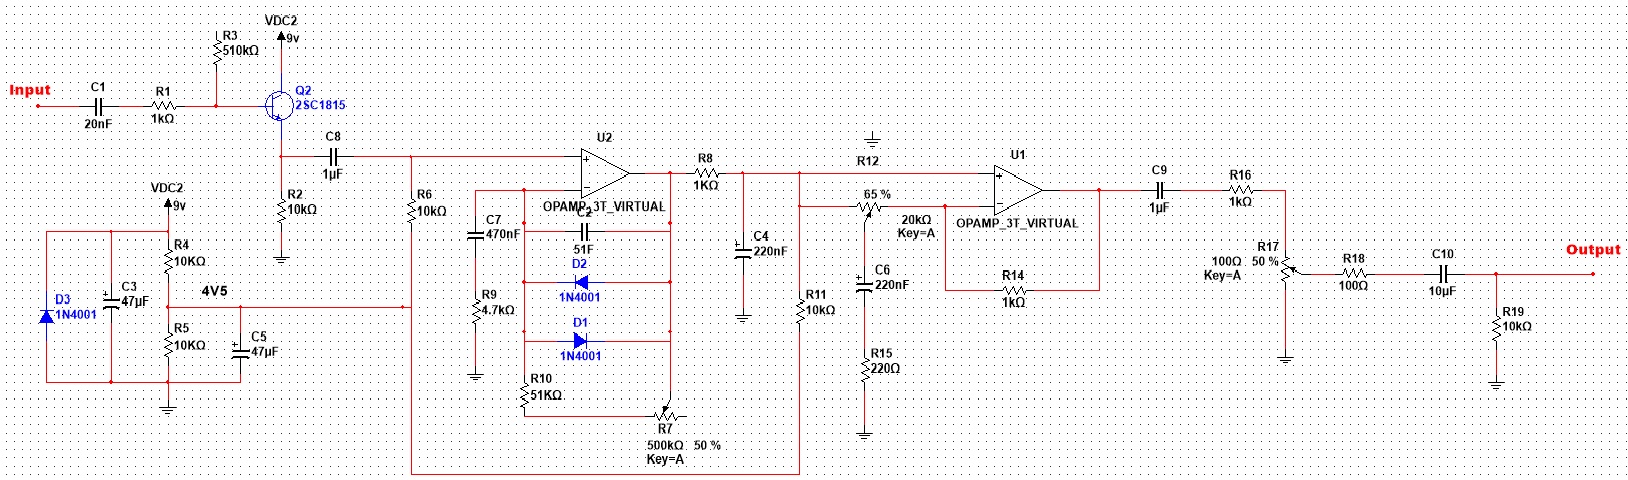 Input
C1
20nF
R1
1kΩ
R3
510kΩ
VDC2
9v
Q2
2SC1815
C8
1µF
R2
10kΩ
VDC2
9v
R4
10KΩ
C3
47µF
D3
1N4001
4V5
R5
10KΩ
C5
47µF
R6
10kΩ
U2
OPAMP_3T_VIRTUAL
C7
470nF
C2
51F
D2
1N4001
R9
4.7kΩ
D1
1N4001
R10
51KΩ
R7
500kΩ 50 %
Key=A
R8
1KΩ
C4
220nF
R12
65 %
20kΩ
Key=A
R11
10kΩ
C6
220nF
R15
220Ω
U1
OPAMP_3T_VIRTUAL
R14
1kΩ
C9
1µF
R16
1kΩ
R17
100Ω 50 %
Key=A
R18
100Ω
C10
10µF
Output
R19
10kΩ